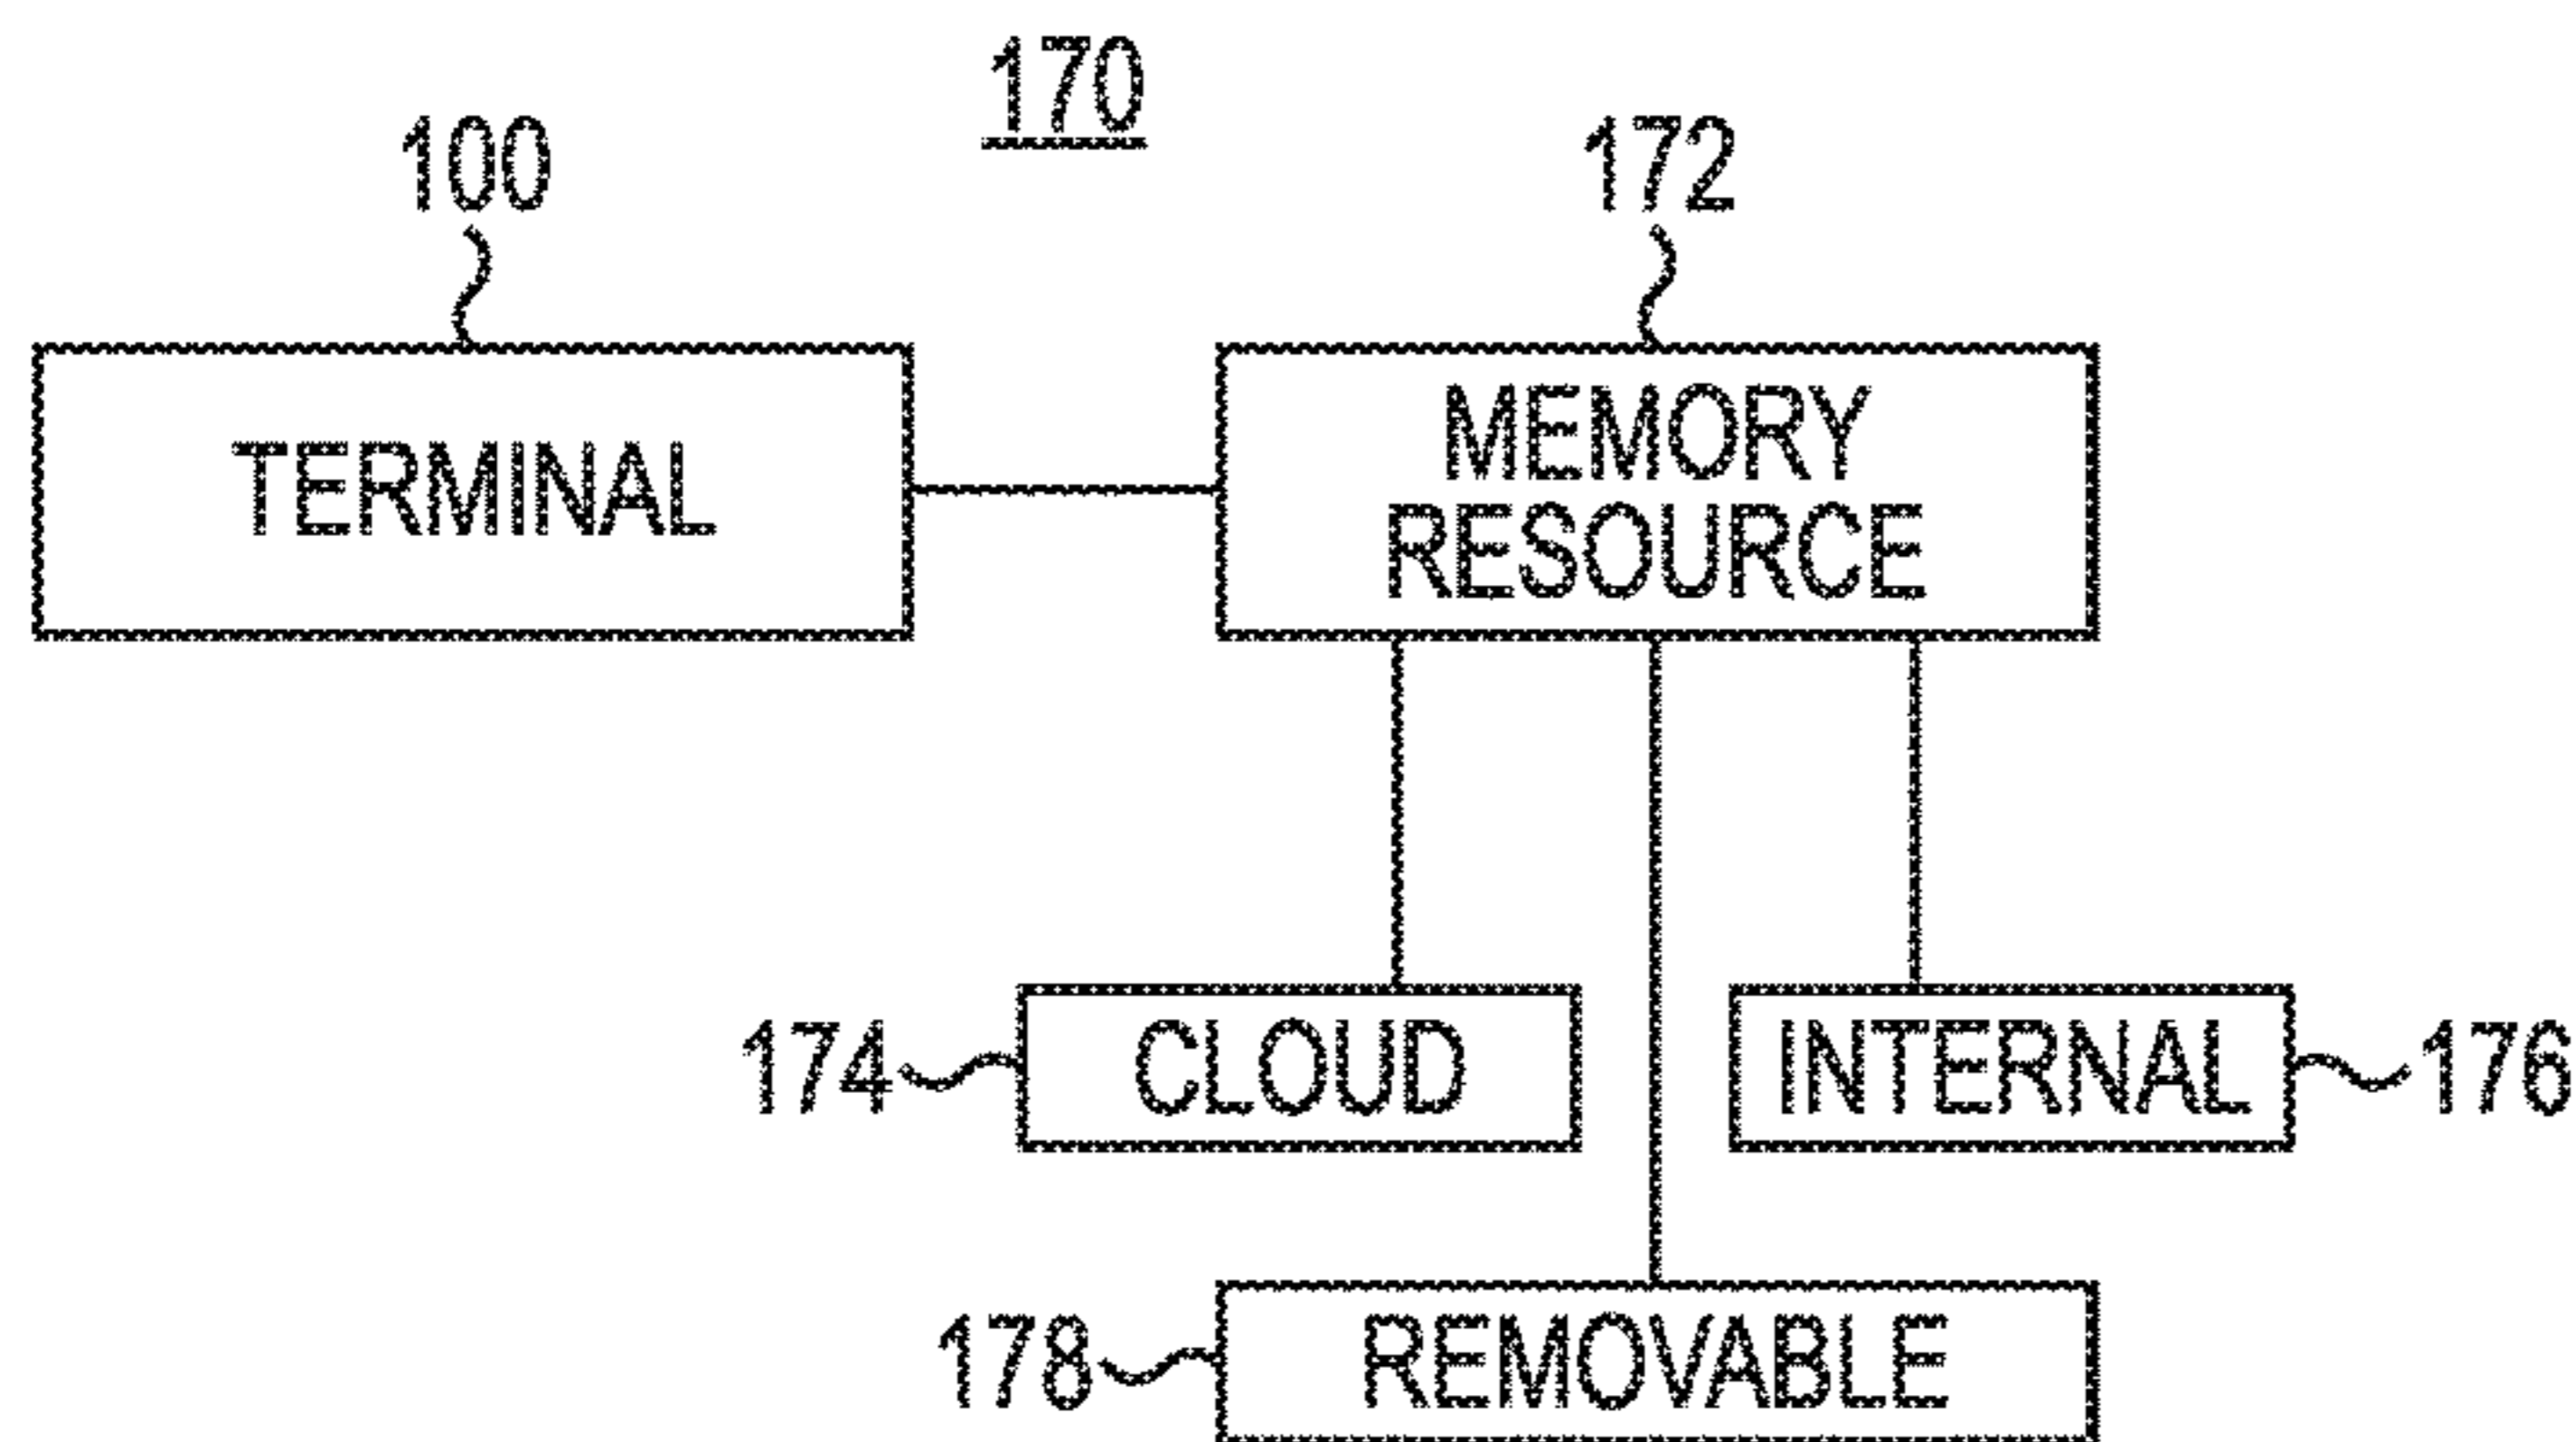 170
100
172
TERMINAL
MEMORY
RESOURCE
174
CLOUD
INTERNAL
176
178
REMOVABLE